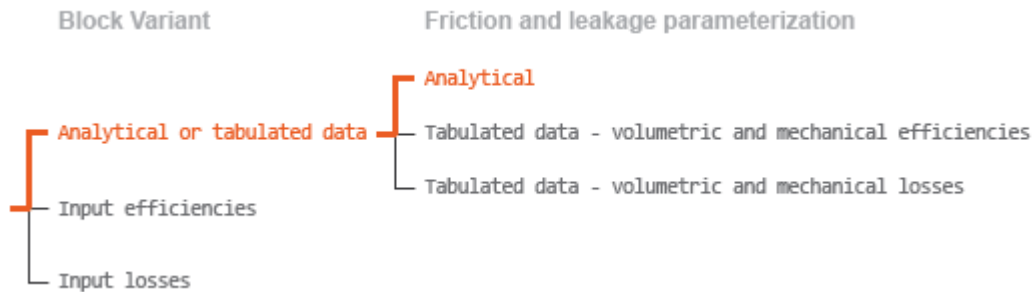 Block Variant
Friction and leakage parameterization
Analytical
Analytical or tabulated data
Tabulated data - volumetric and mechanical efficiencies
Tabulated data - volumetric and mechanical losses
Input efficiencies
Input losses